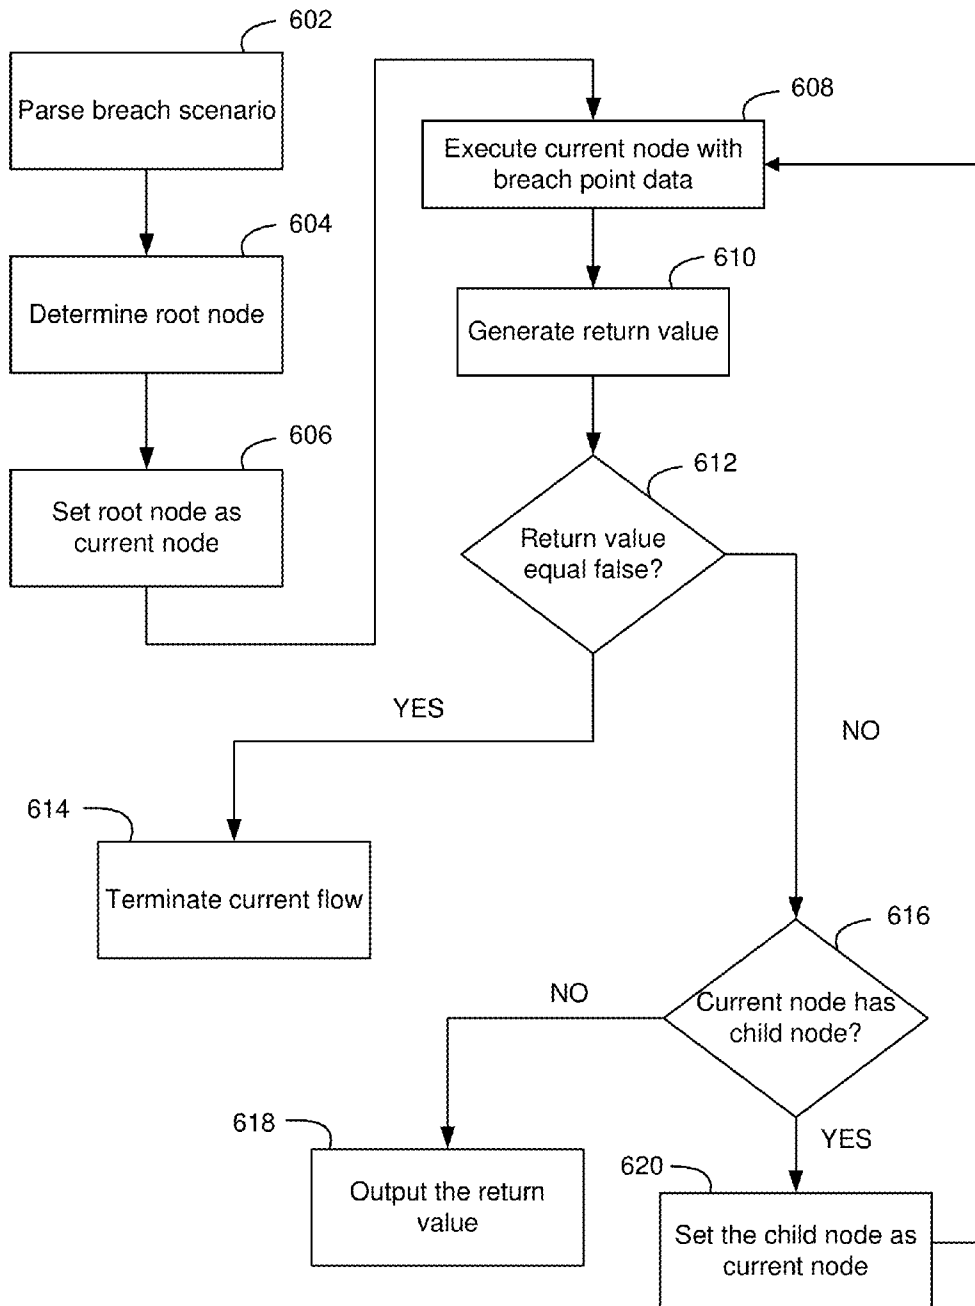 602
Parse breach scenario
604
Determine root node
606
Set root node as
current node
608
Execute current node with
breach point data
610
Generate return value
612
Return value
equal false?
YES
NO
614
Terminate current flow
616
Current node has
child node?
NO
YES
618
Output the return
value
620
Set the child node as
current node